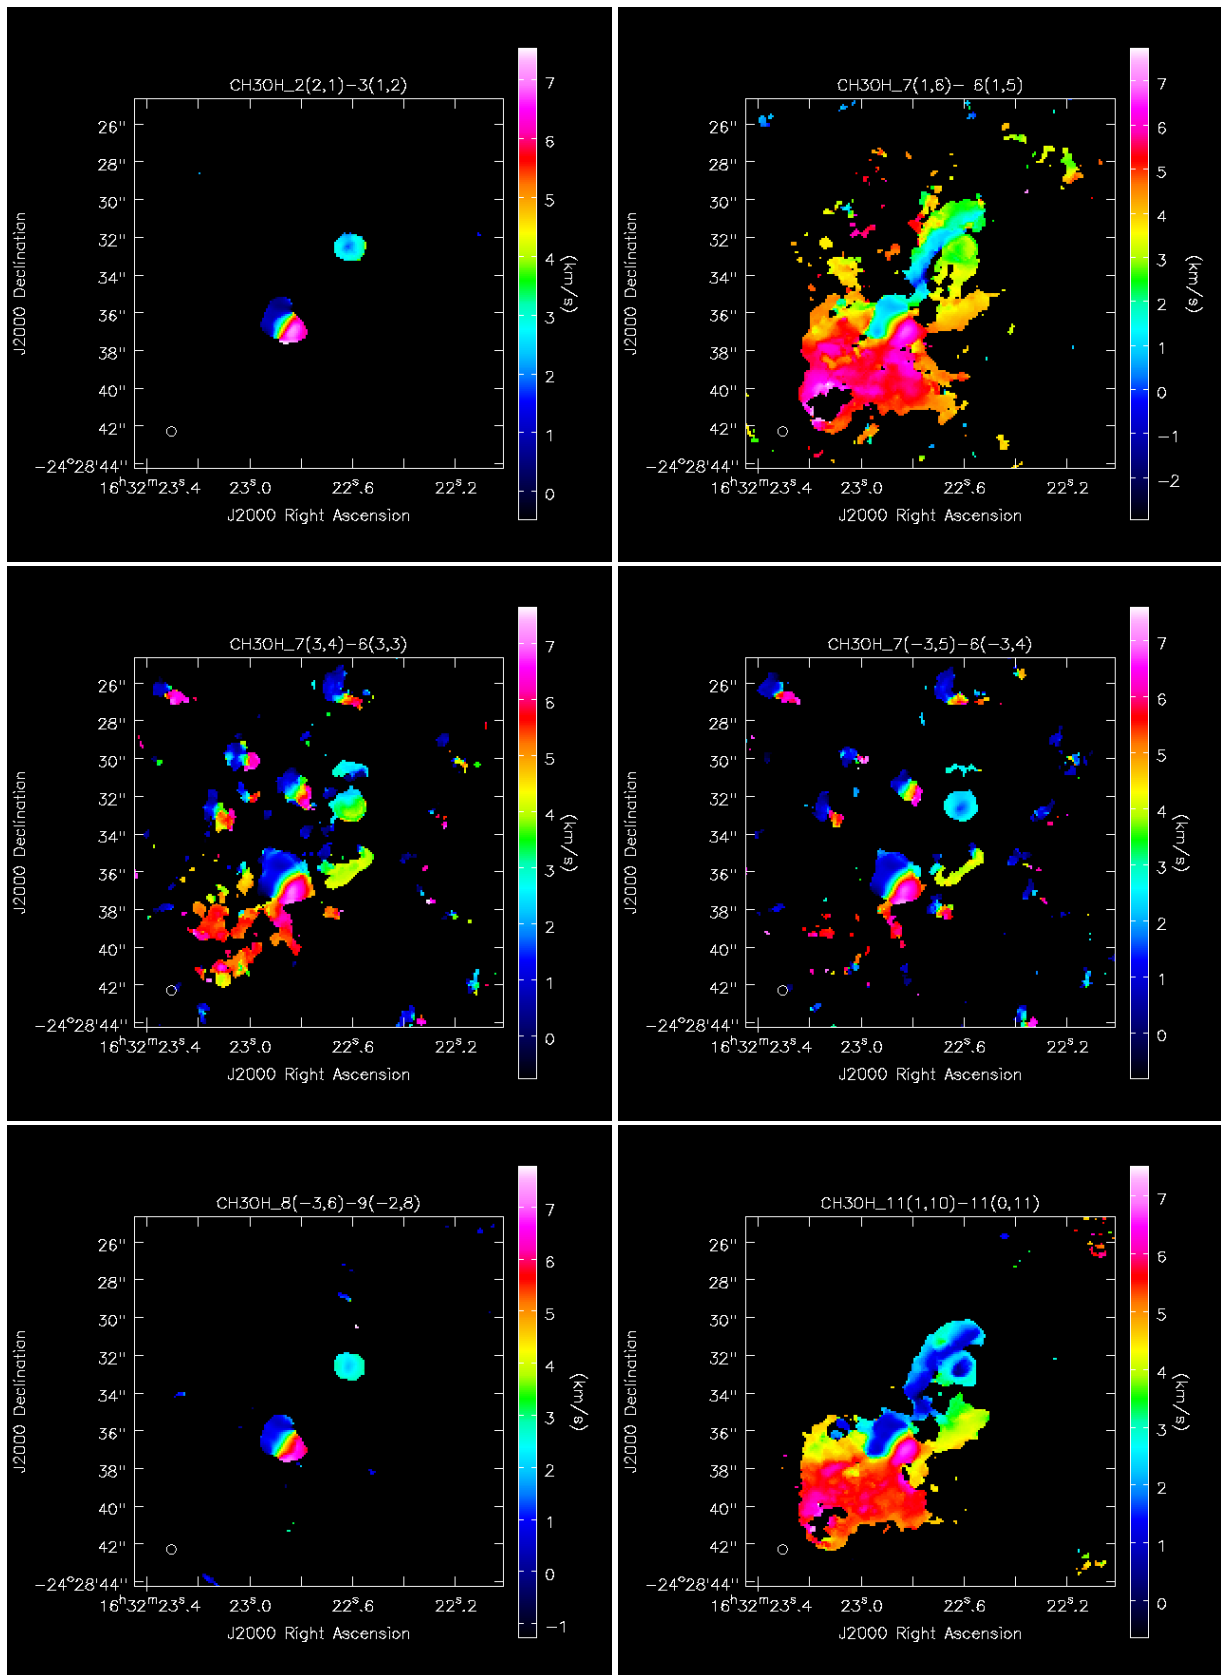 CH3OH_2(2,1)-3(1,2)
26"
28"
30"
32"
34"
36"
38"
40"
42"
-24°28'44"
16ʰ32ᵐ23ˢ.4
23ˢ.0
22ˢ.6
22ˢ.2
J2000 Right Ascension
J2000 Declination
7
6
5
4
3
2
1
0
(km/s)
CH3OH_7(1,6)- 6(1,5)
26"
28"
30"
32"
34"
36"
38"
40"
42"
-24°28'44"
16ʰ32ᵐ23ˢ.4
23ˢ.0
22ˢ.6
22ˢ.2
J2000 Right Ascension
J2000 Declination
7
6
5
4
3
2
1
0
-1
-2
(km/s)
CH3OH_7(3,4)-6(3,3)
26"
28"
30"
32"
34"
36"
38"
40"
42"
-24°28'44"
16ʰ32ᵐ23ˢ.4
23ˢ.0
22ˢ.6
22ˢ.2
J2000 Right Ascension
J2000 Declination
7
6
5
4
3
2
1
0
(km/s)
CH3OH_7(-3,5)-6(-3,4)
26"
28"
30"
32"
34"
36"
38"
40"
42"
-24°28'44"
16ʰ32ᵐ23ˢ.4
23ˢ.0
22ˢ.6
22ˢ.2
J2000 Right Ascension
J2000 Declination
7
6
5
4
3
2
1
0
(km/s)
CH3OH_8(-3,6)-9(-2,8)
26"
28"
30"
32"
34"
36"
38"
40"
42"
-24°28'44"
16ʰ32ᵐ23ˢ.4
23ˢ.0
22ˢ.6
22ˢ.2
J2000 Right Ascension
J2000 Declination
7
6
5
4
3
2
1
0
-1
(km/s)
CH3OH_11(1,10)-11(0,11)
26"
28"
30"
32"
34"
36"
38"
40"
42"
-24°28'44"
16ʰ32ᵐ23ˢ.4
23ˢ.0
22ˢ.6
22ˢ.2
J2000 Right Ascension
J2000 Declination
7
6
5
4
3
2
1
0
(km/s)